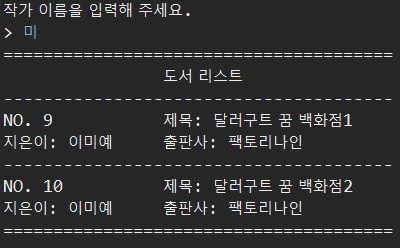 작가 이름을 입력해 주세요.
> 미
========================================
도서 리스트
----------------------------------------
NO. 9 제목: 달러구트 꿈 백화점1
지은이: 이미예 출판사: 팩토리나인
----------------------------------------
NO. 10 제목: 달러구트 꿈 백화점2
지은이: 이미예 출판사: 팩토리나인
========================================